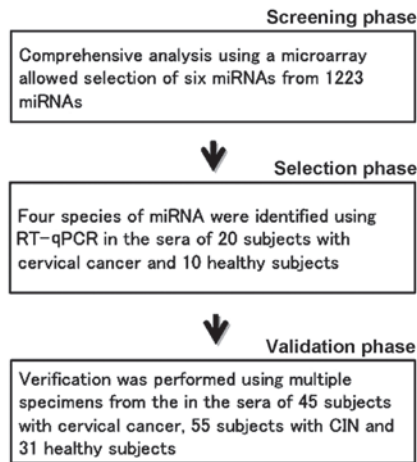 Screening phase
Comprehensive analysis using a microarray
allowed selection of six miRNAs from 1223
miRNAs
Selection phase
Four species of miRNA were identified using
RT-qPCR in the sera of 20 subjects with
cervical cancer and 10 healthy subjects
Validation phase
Verification was performed using multiple
specimens from the in the sera of 45 subjects
with cervical cancer, 55 subjects with CIN and
31 healthy subjects